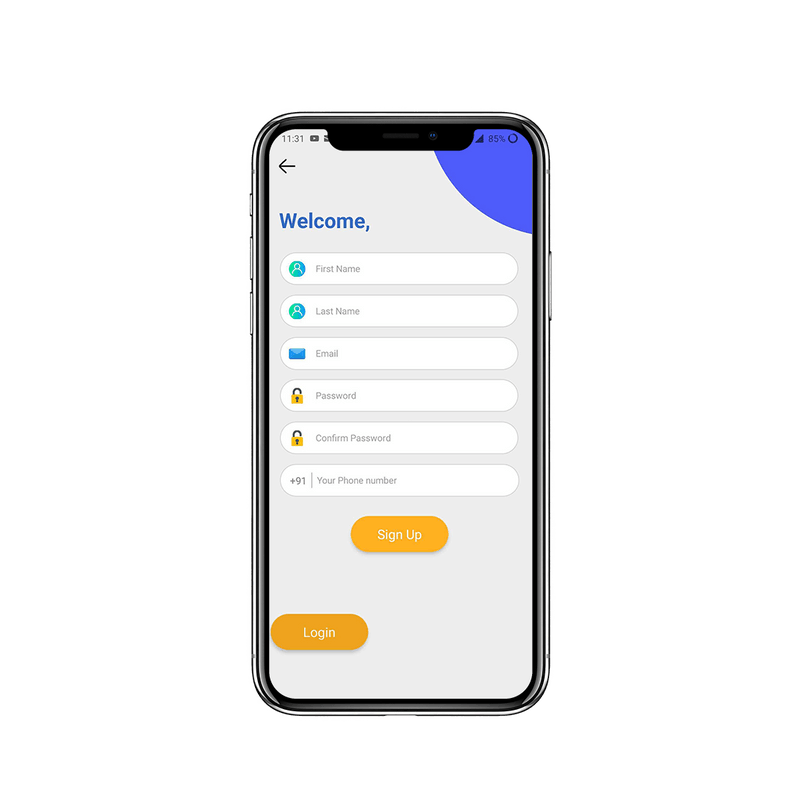 11:31 85%
Welcome,
First Name
Last Name
Email
Password
Confirm Password
+91 Your Phone number
Sign Up
Login